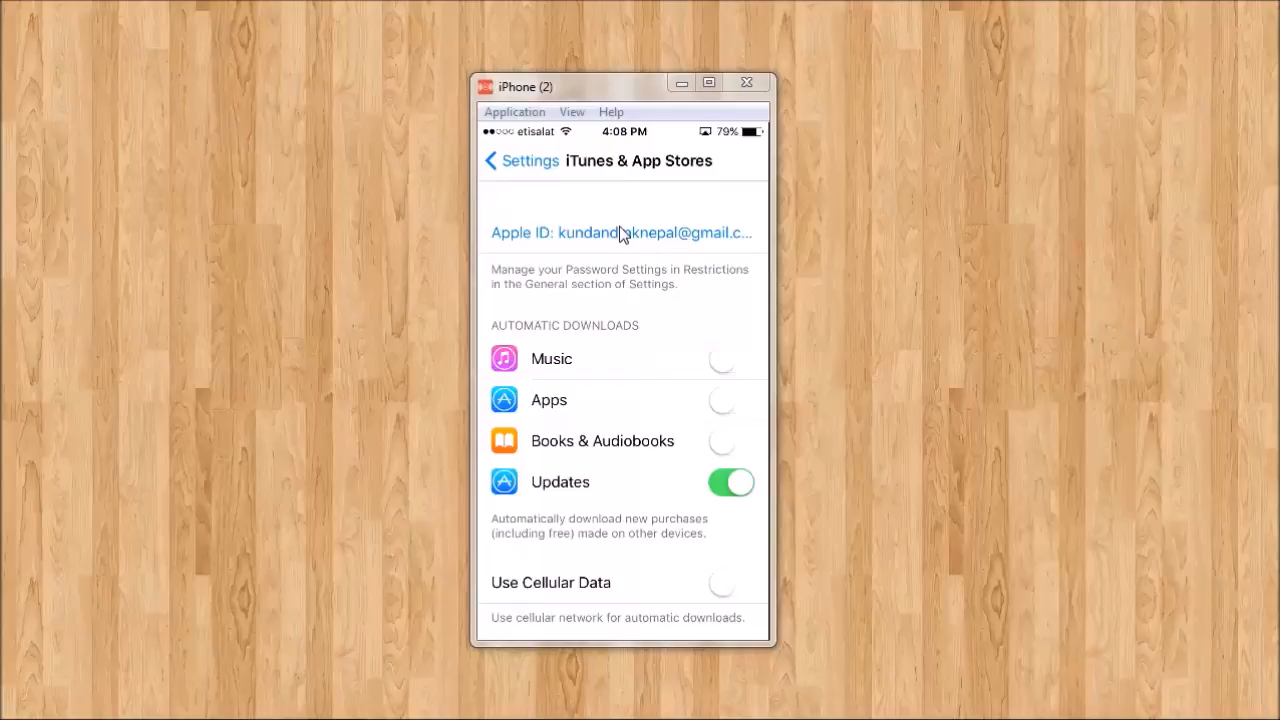 iPhone (2)
Application View Help
etisalat 4:08 PM 79%
Settings iTunes & App Stores
Apple ID: @gmail.c...
Manage your Password Settings in Restrictions
in the General section of Settings.
AUTOMATIC DOWNLOADS
Music
Apps
Books & Audiobooks
Updates
Automatically download new purchases
(including free) made on other devices.
Use Cellular Data
Use cellular network for automatic downloads.